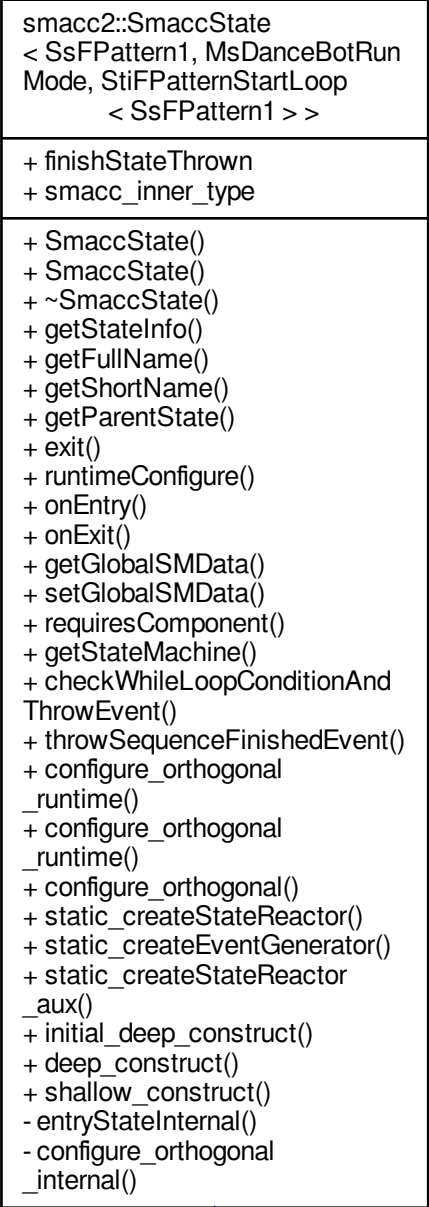 smacc2::SmaccState
< SsFPattern1, MsDanceBotRun
Mode, StiFPatternStartLoop
< SsFPattern1 > >
+ finishStateThrown
+ smacc_inner_type
+ SmaccState()
+ SmaccState()
+ ~SmaccState()
+ getStateInfo()
+ getFullName()
+ getShortName()
+ getParentState()
+ exit()
+ runtimeConfigure()
+ onEntry()
+ onExit()
+ getGlobalSMData()
+ setGlobalSMData()
+ requiresComponent()
+ getStateMachine()
+ checkWhileLoopConditionAnd
ThrowEvent()
+ throwSequenceFinishedEvent()
+ configure_orthogonal
_runtime()
+ configure_orthogonal
_runtime()
+ configure_orthogonal()
+ static_createStateReactor()
+ static_createEventGenerator()
+ static_createStateReactor
_aux()
+ initial_deep_construct()
+ deep_construct()
+ shallow_construct()
- entryStateInternal()
- configure_orthogonal
_internal()